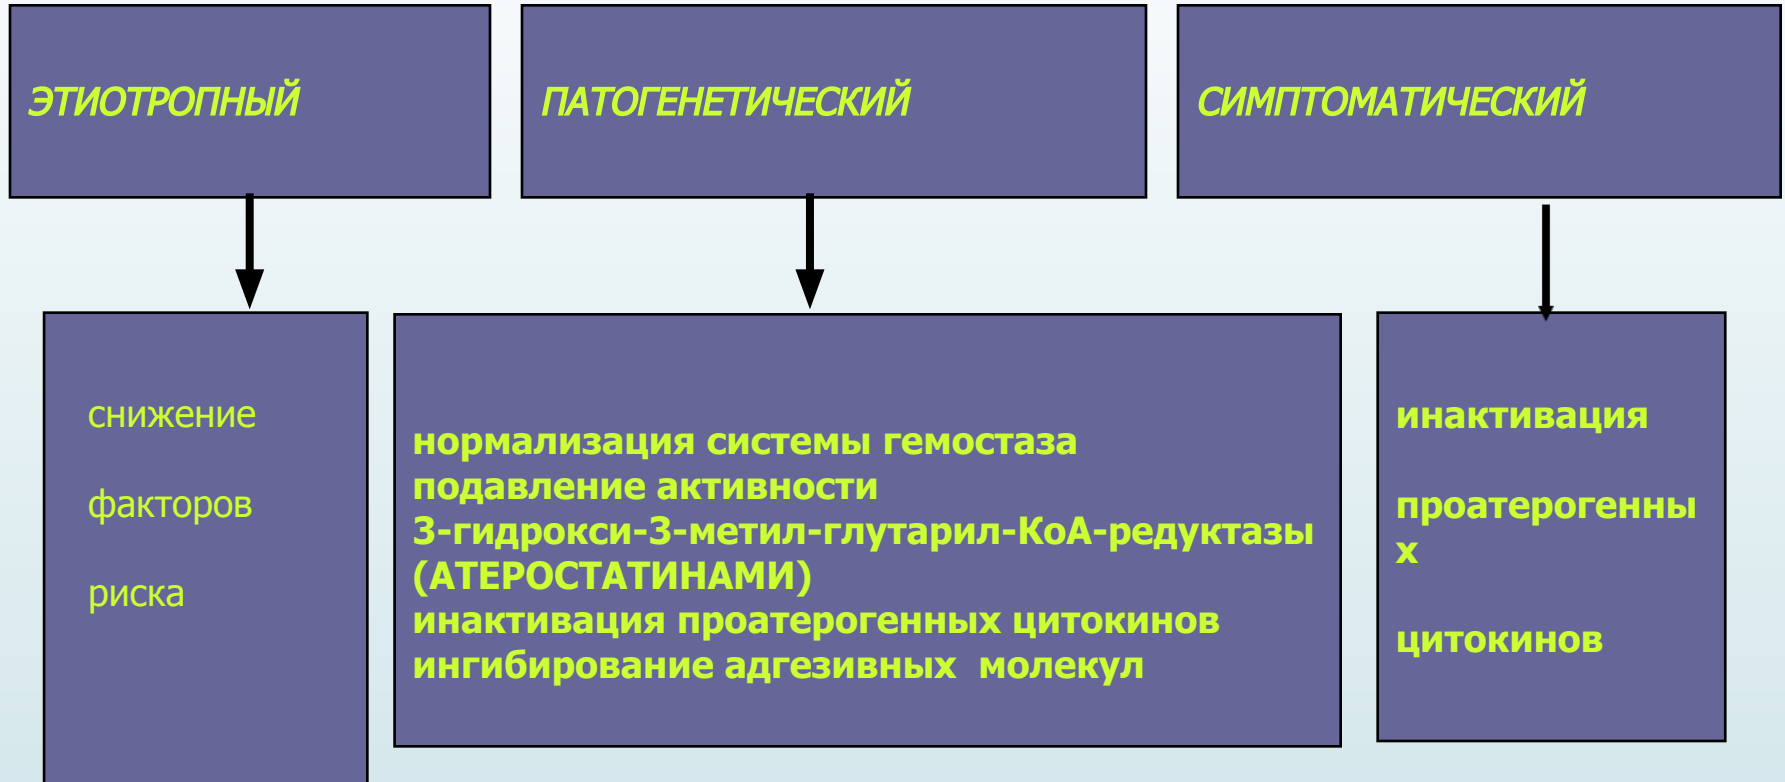 ЭТИОТРОПНЫЙ
ПАТОГЕНЕТИЧЕСКИЙ
СИМПТОМАТИЧЕСКИЙ
снижение
факторов
риска
нормализация системы гемостаза
подавление активности
3-гидрокси-3-метил-глутарил-КоА-редуктазы
(АТЕРОСТАТИНАМИ)
инактивация проатерогенных цитокинов
ингибирование адгезивных молекул
инактивация
проатерогенны
х
цитокинов